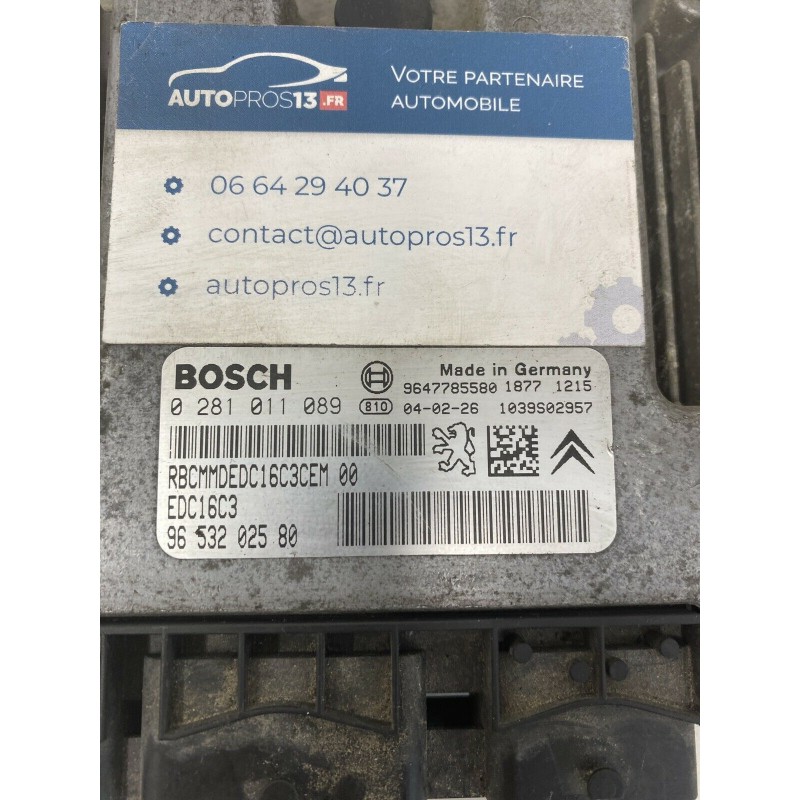 AUTOPROS13.FR
VOTRE PARTENAIRE
AUTOMOBILE
06 64 29 40 37
contact@autopros13.fr
autopros13.fr
BOSCH
Made in Germany
9647785580 1877 1215
0 281 011 089 810 04-02-26 1039S02957
RBCMMDEDC16C3CEM 00
EDC16C3
96 532 025 80